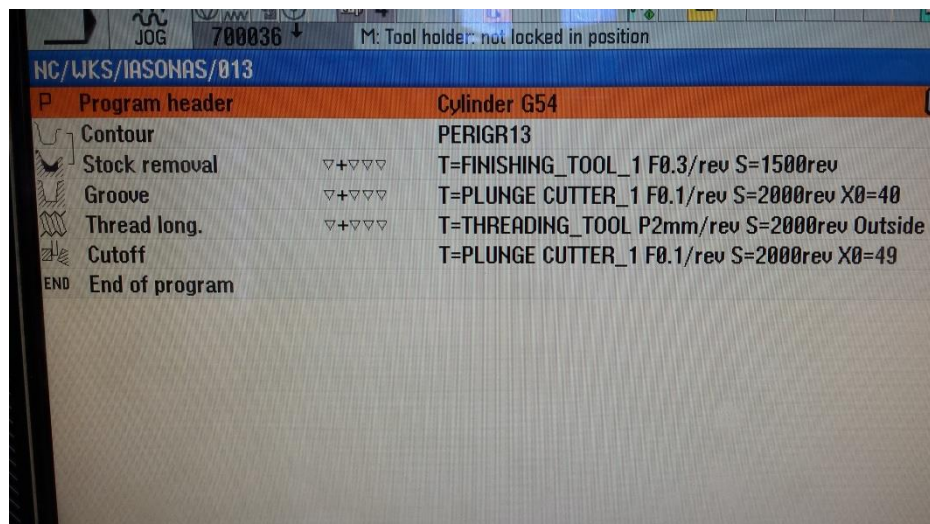 JOG 700036 M: Tool holder: not locked in position
NC/WKS/IASONAS/013
P Program header Cylinder G54
Contour PERIGR13
Stock removal ▽+▽▽▽ T=FINISHING_TOOL_1 F0.3/rev S=1500rev
Groove ▽+▽▽▽ T=PLUNGE CUTTER_1 F0.1/rev S=2000rev X0=40
Thread long. ▽+▽▽▽ T=THREADING_TOOL P2mm/rev S=2000rev Outside
Cutoff T=PLUNGE CUTTER_1 F0.1/rev S=2000rev X0=49
END End of program